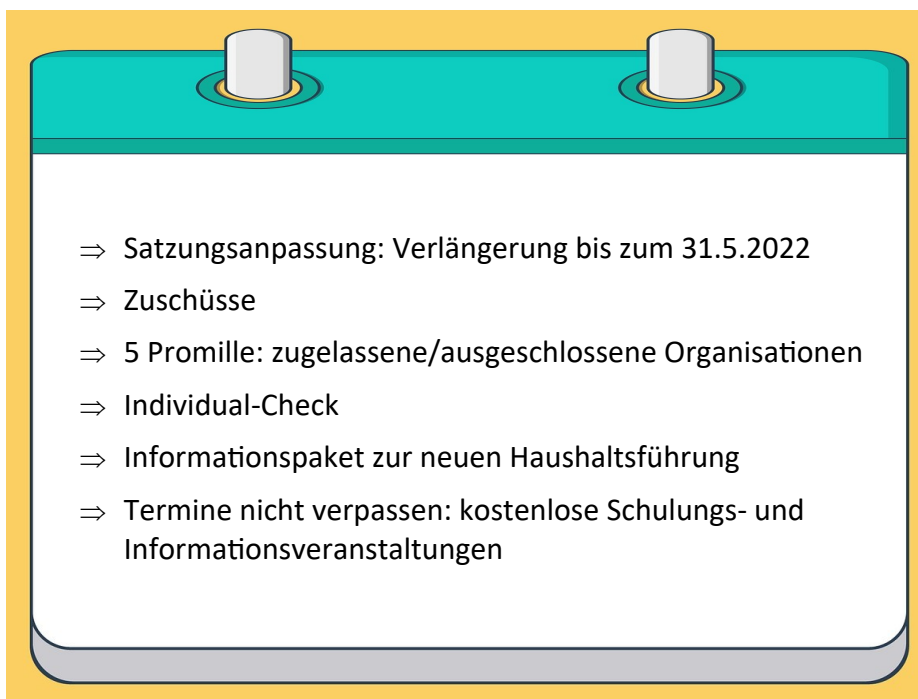 ⇒ Satzungsanpassung: Verlängerung bis zum 31.5.2022
⇒ Zuschüsse
⇒ 5 Promille: zugelassene/ausgeschlossene Organisationen
⇒ Individual-Check
⇒ Informationspaket zur neuen Haushaltsführung
⇒ Termine nicht verpassen: kostenlose Schulungs- und
Informationsveranstaltungen